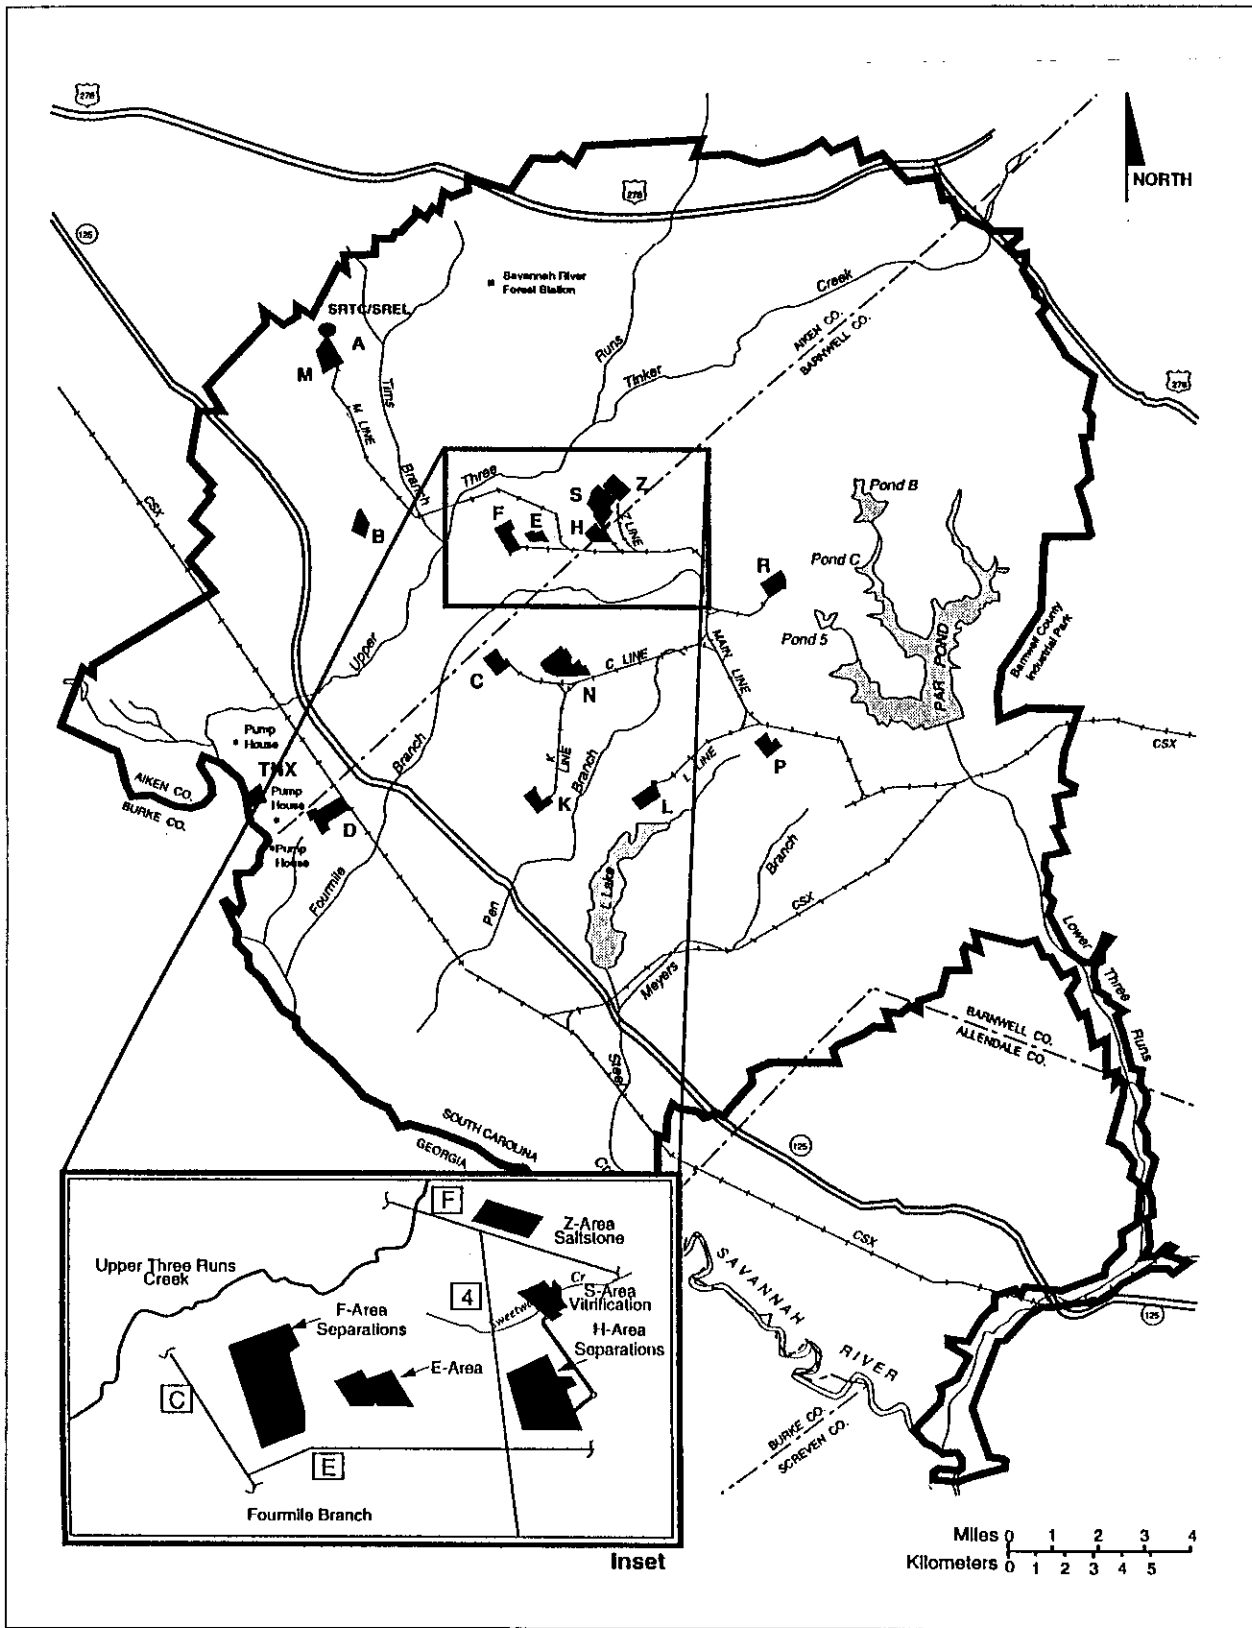 278
NORTH
278
125
Savannah River
Forest Station
SRTC/SREL
A
M
Creek
Runs
Tinker
AIKEN CO.
BARNWELL CO.
278
Tims
M LINE
Branch
Three
CSX
B
F
E
S
Z
H
Z LINE
Pond B
Pond C
R
Pond 5
PAR POND
Barnwell County
Industrial Park
Upper
C
N
C LINE
MAIN
LINE
K
LINE
Branch
Branch
L LINE
P
CSX
Pump
House
TNX
Pump
House
Pump
House
AIKEN CO.
BURKE CO.
D
K
L
Fourmile
Pen
L Lake
Branch
CSX
Meyers
Steel
Lower
Three
Runs
BARNWELL CO.
ALLENDALE CO.
SOUTH CAROLINA
GEORGIA
125
CSX
SAVANNAH
RIVER
125
BURKE CO.
SCREVEN CO.
F
Z-Area
Saltstone
Upper Three Runs
Creek
4
Cr
S-Area
Vitrification
F-Area
Separations
H-Area
Separations
E-Area
C
E
Fourmile Branch
Inset
Miles 0 1 2 3 4
Kilometers 0 1 2 3 4 5